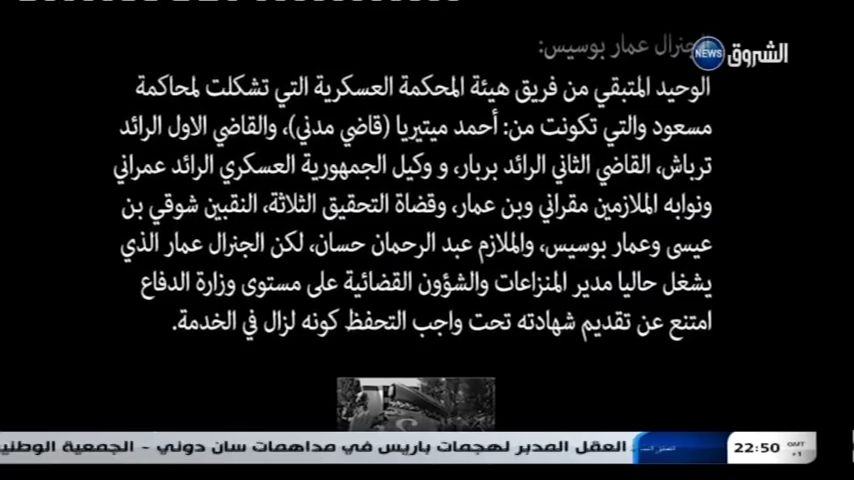 الجنرال عمار بوسيس:
الشروق
NEWS
الوحيد المتبقي من فريق هيئة المحكمة العسكرية التي تشكلت لمحاكمة
مسعود والتي تكونت من: أحمد ميتيريا (قاضي مدني)، والقاضي الاول الرائد
ترباش، القاضي الثاني الرائد بربار، و وكيل الجمهورية العسكري الرائد عمراني
ونوابه الملازمين مقراني وبن عمار، وقضاة التحقيق الثلاثة، النقبين شوقي بن
عيسى وعمار بوسيس، والملازم عبد الرحمان حسان، لكن الجنرال عمار الذي
يشغل حاليا مدير المنزاعات والشؤون القضائية على مستوى وزارة الدفاع
امتنع عن تقديم شهادته تحت واجب التحفظ كونه لزال في الخدمة.
العقل المدبر لهجمات باريس في مداهمات سان دوني - الجمعية الوطني
22:50
GMT
+1